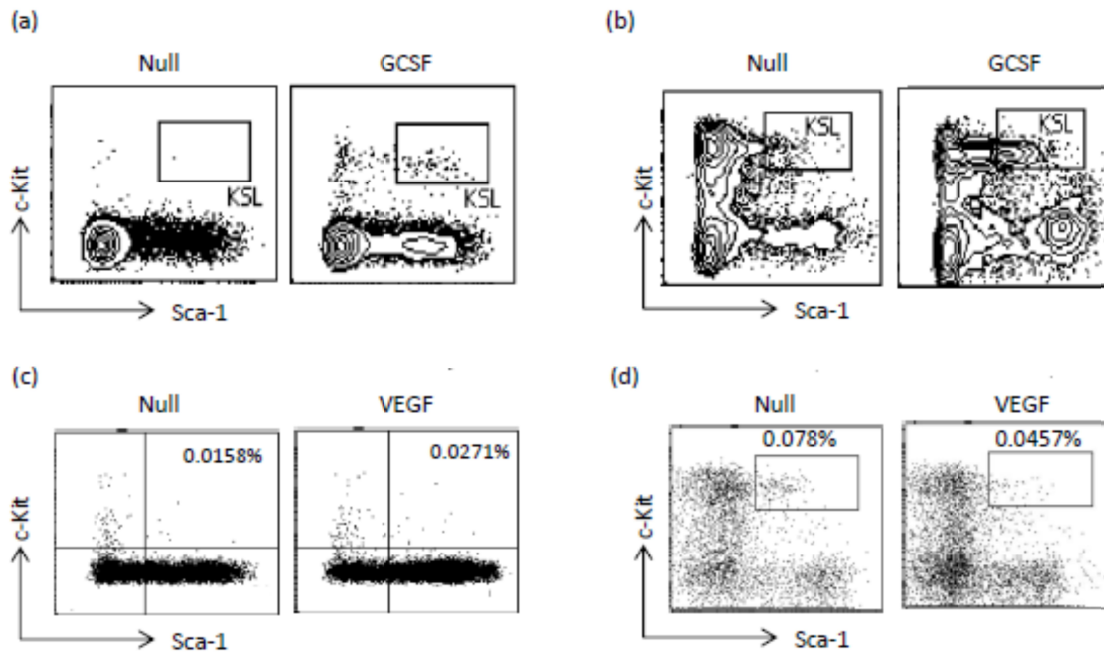 (a)
Null GCSF
KSL KSL
c-Kit
Sca-1
(b)
Null GCSF
KSL KSL
c-Kit
Sca-1
(c)
Null VEGF
0.0158% 0.0271%
c-Kit
Sca-1
(d)
Null VEGF
0.078% 0.0457%
c-Kit
Sca-1